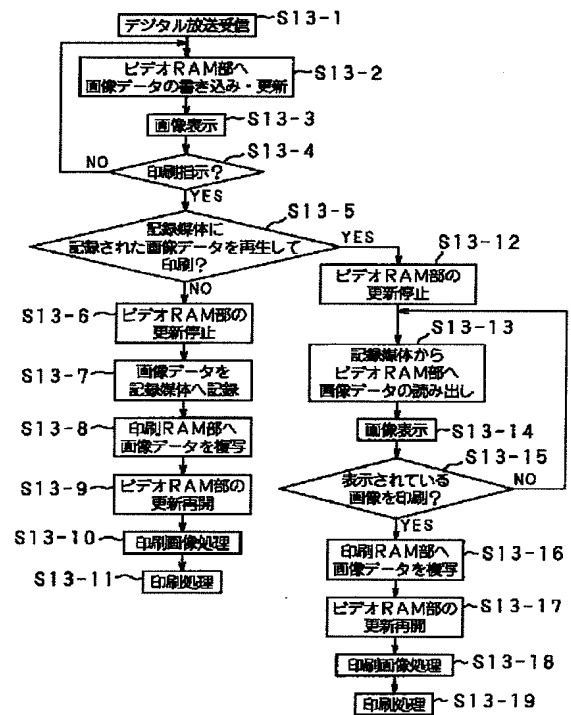 デジタル放送受信
S13-1
ビデオRAM部へ
画像データの書き込み・更新
S13-2
画像表示
S13-3
印刷指示?
S13-4
NO
YES
記録媒体に
記録された画像データを再生して
印刷?
S13-5
YES
NO
S13-6
ビデオRAM部の
更新停止
S13-7
画像データを
記録媒体へ記録
S13-8
印刷RAM部へ
画像データを複写
S13-9
ビデオRAM部の
更新再開
S13-10
印刷画像処理
S13-11
印刷処理
S13-12
ビデオRAM部の
更新停止
S13-13
記録媒体から
ビデオRAM部へ
画像データの読み出し
画像表示
S13-14
S13-15
表示されている
画像を印刷?
NO
YES
印刷RAM部へ
画像データを複写
S13-16
ビデオRAM部の
更新再開
S13-17
印刷画像処理
S13-18
印刷処理
S13-19